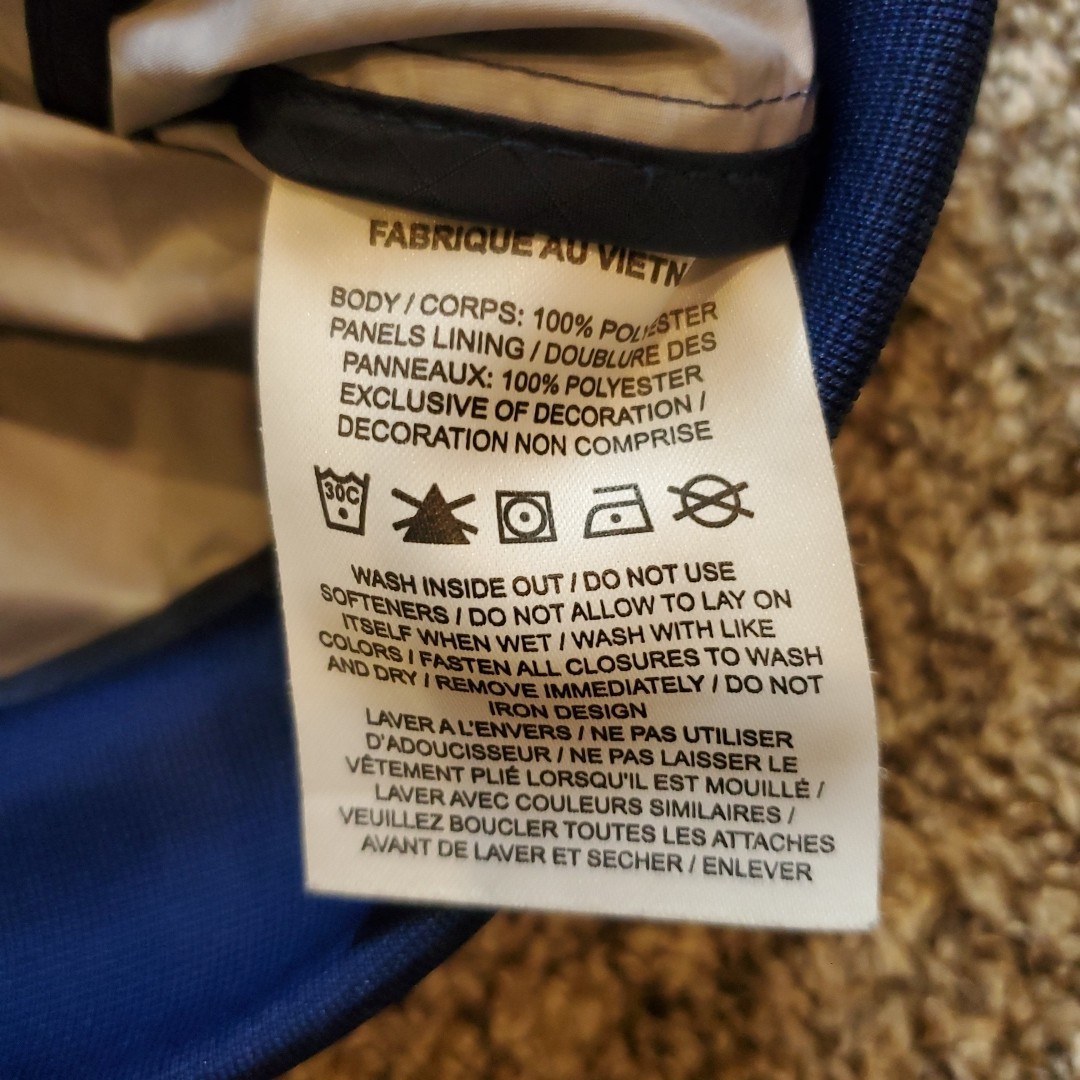 FABRIQUE AU VIETN
BODY / CORPS: 100% POLYESTER
PANELS LINING / DOUBLURE DES
PANNEAUX: 100% POLYESTER
EXCLUSIVE OF DECORATION /
DECORATION NON COMPRISE
30C
WASH INSIDE OUT / DO NOT USE
SOFTENERS / DO NOT ALLOW TO LAY ON
ITSELF WHEN WET / WASH WITH LIKE
COLORS / FASTEN ALL CLOSURES TO WASH
AND DRY / REMOVE IMMEDIATELY / DO NOT
IRON DESIGN
LAVER A L'ENVERS / NE PAS UTILISER
D'ADOUCISSEUR / NE PAS LAISSER LE
VÊTEMENT PLIÉ LORSQU'IL EST MOUILLÉ /
LAVER AVEC COULEURS SIMILAIRES /
VEUILLEZ BOUCLER TOUTES LES ATTACHES
AVANT DE LAVER ET SECHER / ENLEVER